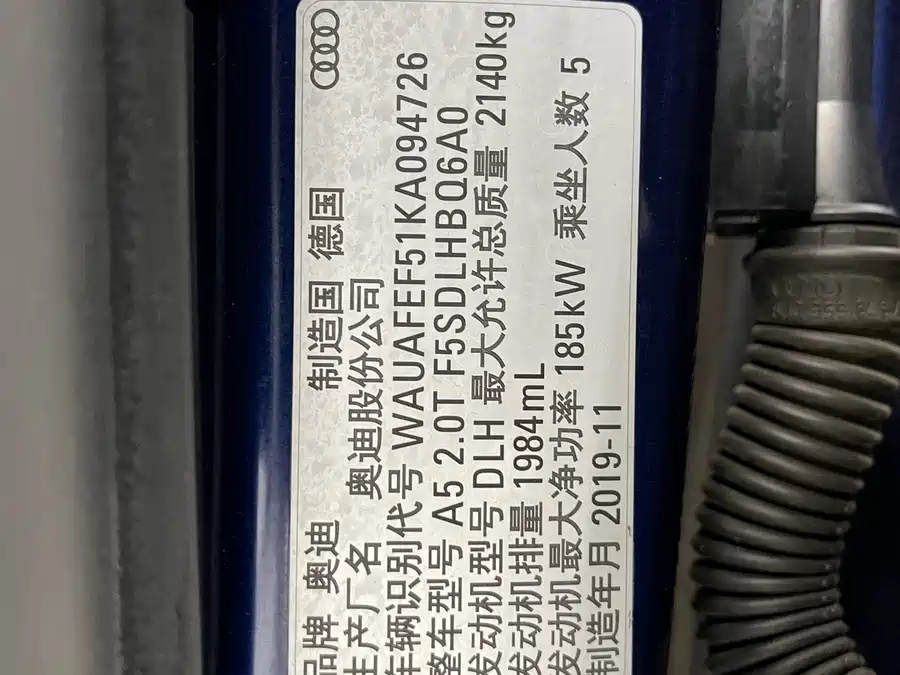 品牌 奥迪 制造国 德国
生产厂名 奥迪股份公司
车辆识别代号 WAUAFEF51KA094726
整车型号 A5 2.0T F5SDLHBQ6A0
发动机型号 DLH 最大允许总质量 2140kg
发动机排量 1984mL
发动机最大净功率 185kW 乘坐人数 5
制造年月 2019-11